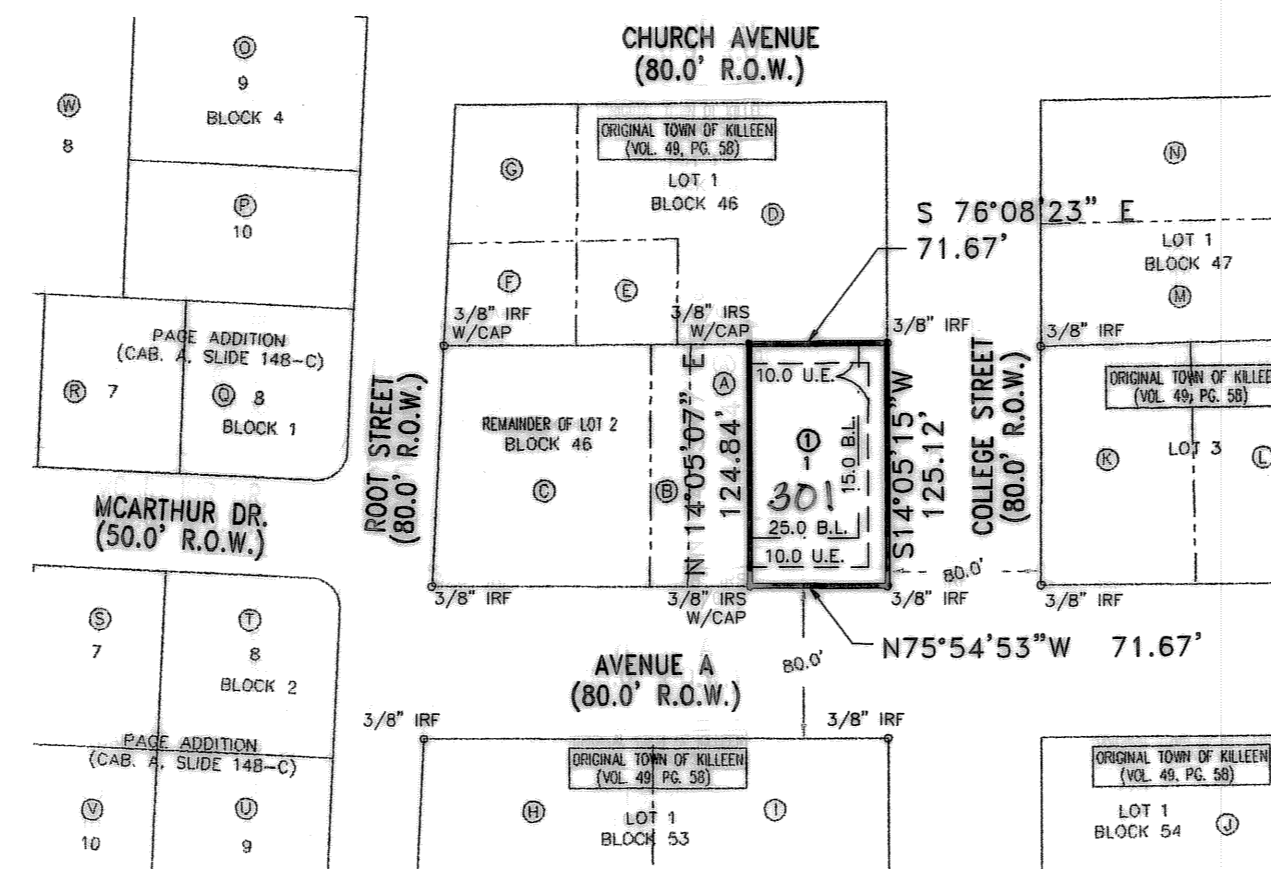 CHURCH AVENUE
(80.0' R.O.W.)
O
9
BLOCK 4
W
8
P
10
ORIGINAL TOWN OF KILLEEN
(VOL. 49, PG. 58)
LOT 1
BLOCK 46
G
D
F
E
S 76°08'23" E
71.67'
N
LOT 1
BLOCK 47
M
3/8" IRF
W/CAP
3/8" IRS
W/CAP
3/8" IRF
3/8" IRF
PAGE ADDITION
(CAB. A, SLIDE 148-C)
R 7
Q 8
BLOCK 1
ROOT STREET
(80.0' R.O.W.)
REMAINDER OF LOT 2
BLOCK 46
C
B
A
N 14°05'07" E
124.84'
10.0 U.E.
1
1
301
15.0 B.L.
25.0 B.L.
10.0 U.E.
S14°05'15"W
125.12'
COLLEGE STREET
(80.0' R.O.W.)
80.0'
ORIGINAL TOWN OF KILLEE
(VOL. 49, PG. 58)
K
LOT 3
L
MCARTHUR DR.
(50.0' R.O.W.)
3/8" IRF
3/8" IRS
W/CAP
3/8" IRF
3/8" IRF
N75°54'53"W 71.67'
S
7
T
8
BLOCK 2
AVENUE A
(80.0' R.O.W.)
80.0'
3/8" IRF
3/8" IRF
PAGE ADDITION
(CAB. A, SLIDE 148-C)
V
10
U
9
ORIGINAL TOWN OF KILLEEN
(VOL. 49 PG. 58)
H
LOT 1
BLOCK 53
I
ORIGINAL TOWN OF KILLEEN
(VOL. 49, PG. 58)
LOT 1
BLOCK 54
J